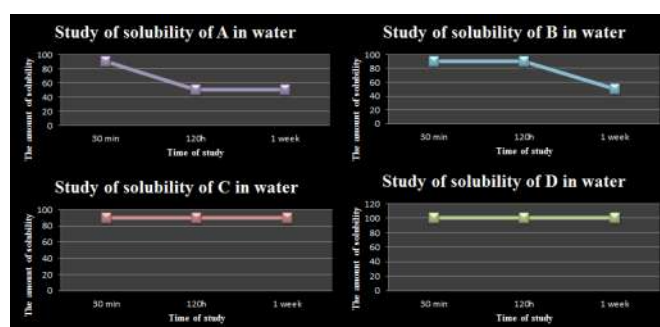 Study of solubility of A in water
The amount of solubility
100
80
60
40
20
0
30 min 120h 1 week
Time of study
Study of solubility of B in water
The amount of solubility
100
80
60
40
20
0
30 min 120h 1 week
Time of study
Study of solubility of C in water
The amount of solubility
100
80
60
40
20
0
30 min 120h 1 week
Time of study
Study of solubility of D in water
The amount of solubility
120
100
80
60
40
20
0
30 min 120h 1 week
Time of study